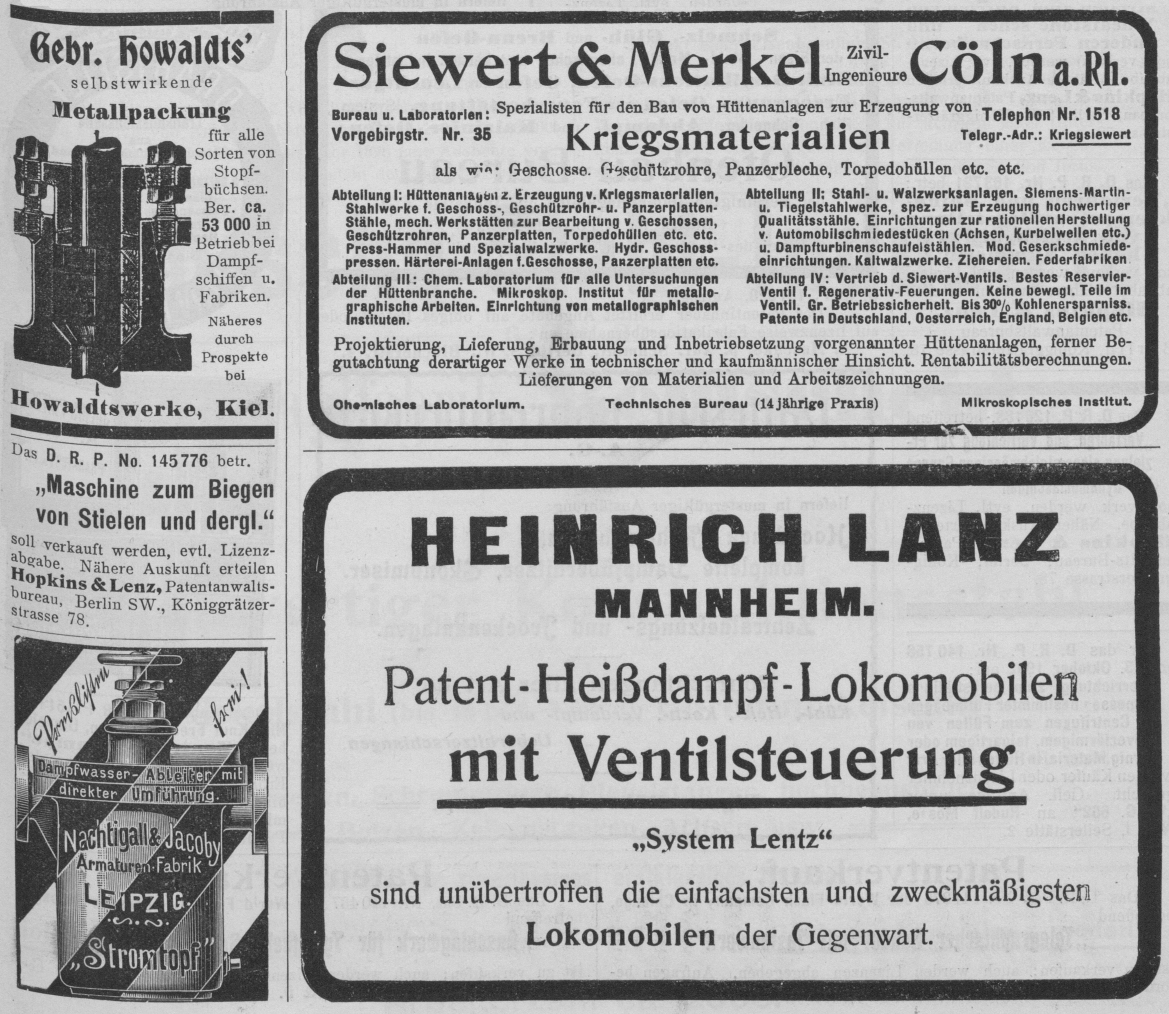 Gebr. Howaldts’
selbstwirkende
Metallpackung
für alle
Sorten von
Stopf-
büchsen.
Ber. ca.
53 000 in
Betrieb bei
Dampf-
schiffen u.
Fabriken.
Näheres
durch
Prospekte
bei
Howaldtswerke, Kiel.
Das D. R. P. No. 145776 betr.
„Maschine zum Biegen
von Stielen und dergl.“
soll verkauft werden, evtl. Lizenz-
abgabe. Nähere Auskunft erteilen
Hopkins & Lenz, Patentanwalts-
bureau, Berlin SW., Königgrätzer-
strasse 78.
Preislisten
from!
Dampfwasser-Ableiter mit
direkter Umführung.
Nachtigall & Jacoby
Armaturen-Fabrik
LEIPZIG.
„Stromtopf“
Siewert & Merkel Zivil-Ingenieure Cöln a. Rh.
Bureau u. Laboratorien:
Vorgebirgstr. Nr. 35
Spezialisten für den Bau von Hüttenanlagen zur Erzeugung von
Kriegsmaterialien
Telephon Nr. 1518
Telegr.-Adr.: Kriegsiewert
als wie: Geschosse, Geschützrohre, Panzerbleche, Torpedohüllen etc. etc.
Abteilung I: Hüttenanlagen z. Erzeugung v. Kriegsmaterialien,
Stahlwerke f. Geschoss-, Geschützrohr- u. Panzerplatten-
Stähle, mech. Werkstätten zur Bearbeitung v. Geschossen,
Geschützrohren, Panzerplatten, Torpedohüllen etc. etc.
Press-Hammer und Spezialwalzwerke. Hydr. Geschoss-
pressen. Härterei-Anlagen f. Geschosse, Panzerplatten etc.
Abteilung II: Stahl- u. Walzwerksanlagen. Siemens-Martin-
u. Tiegelstahlwerke, spez. zur Erzeugung hochwertiger
Qualitätsstähle. Einrichtungen zur rationellen Herstellung
v. Automobilschmiedestücken (Achsen, Kurbelwellen etc.)
u. Dampfturbinenschaufelstählen. Mod. Gesenkschmiede-
einrichtungen. Kaltwalzwerke. Ziehereien. Federfabriken.
Abteilung III: Chem. Laboratorium für alle Untersuchungen
der Hüttenbranche. Mikroskop. Institut für metallo-
graphische Arbeiten. Einrichtung von metallographischen
Instituten.
Abteilung IV: Vertrieb d. Siewert-Ventils. Bestes Reservier-
Ventil f. Regenerativ-Feuerungen. Keine bewegl. Teile im
Ventil. Gr. Betriebssicherheit. Bis 30% Kohlenersparniss.
Patente in Deutschland, Oesterreich, England, Belgien etc.
Projektierung, Lieferung, Erbauung und Inbetriebsetzung vorgenannter Hüttenanlagen, ferner Be-
gutachtung derartiger Werke in technischer und kaufmännischer Hinsicht. Rentabilitätsberechnungen.
Lieferungen von Materialien und Arbeitszeichnungen.
Chemisches Laboratorium. Technisches Bureau (14 jährige Praxis) Mikroskopisches Institut.
HEINRICH LANZ
MANNHEIM.
Patent-Heißdampf-Lokomobilen
mit Ventilsteuerung
„System Lentz“
sind unübertroffen die einfachsten und zweckmäßigsten
Lokomobilen der Gegenwart.